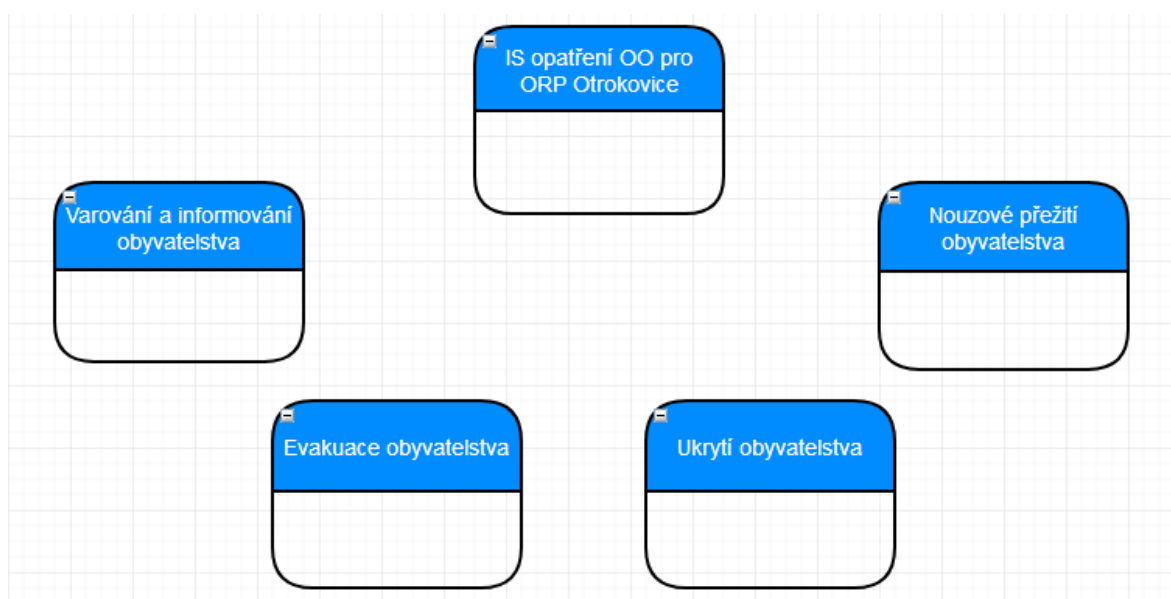 IS opatření OO pro
ORP Otrokovice
Varování a informování
obyvatelstva
Nouzové přežití
obyvatelstva
Evakuace obyvatelstva
Ukrytí obyvatelstva